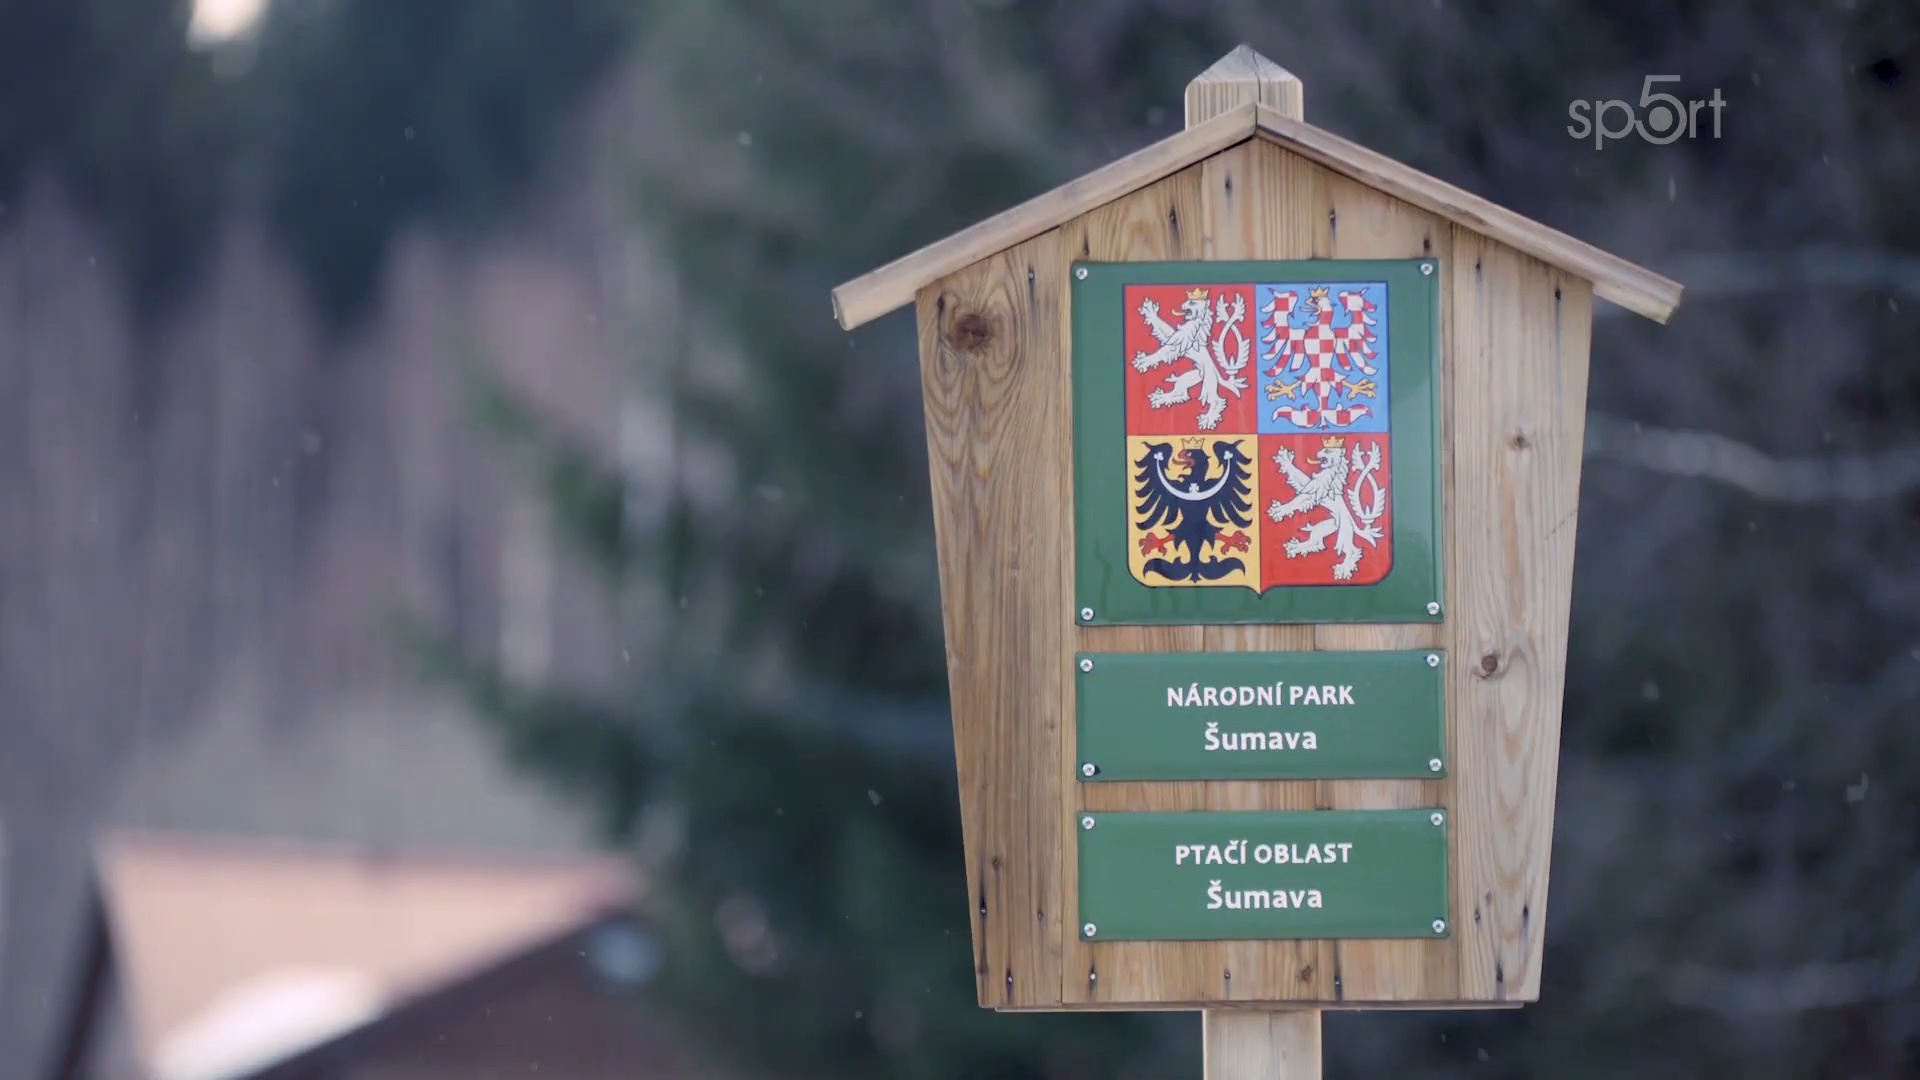 sp5rt
NÁRODNÍ PARK
Šumava
PTAČÍ OBLAST
Šumava